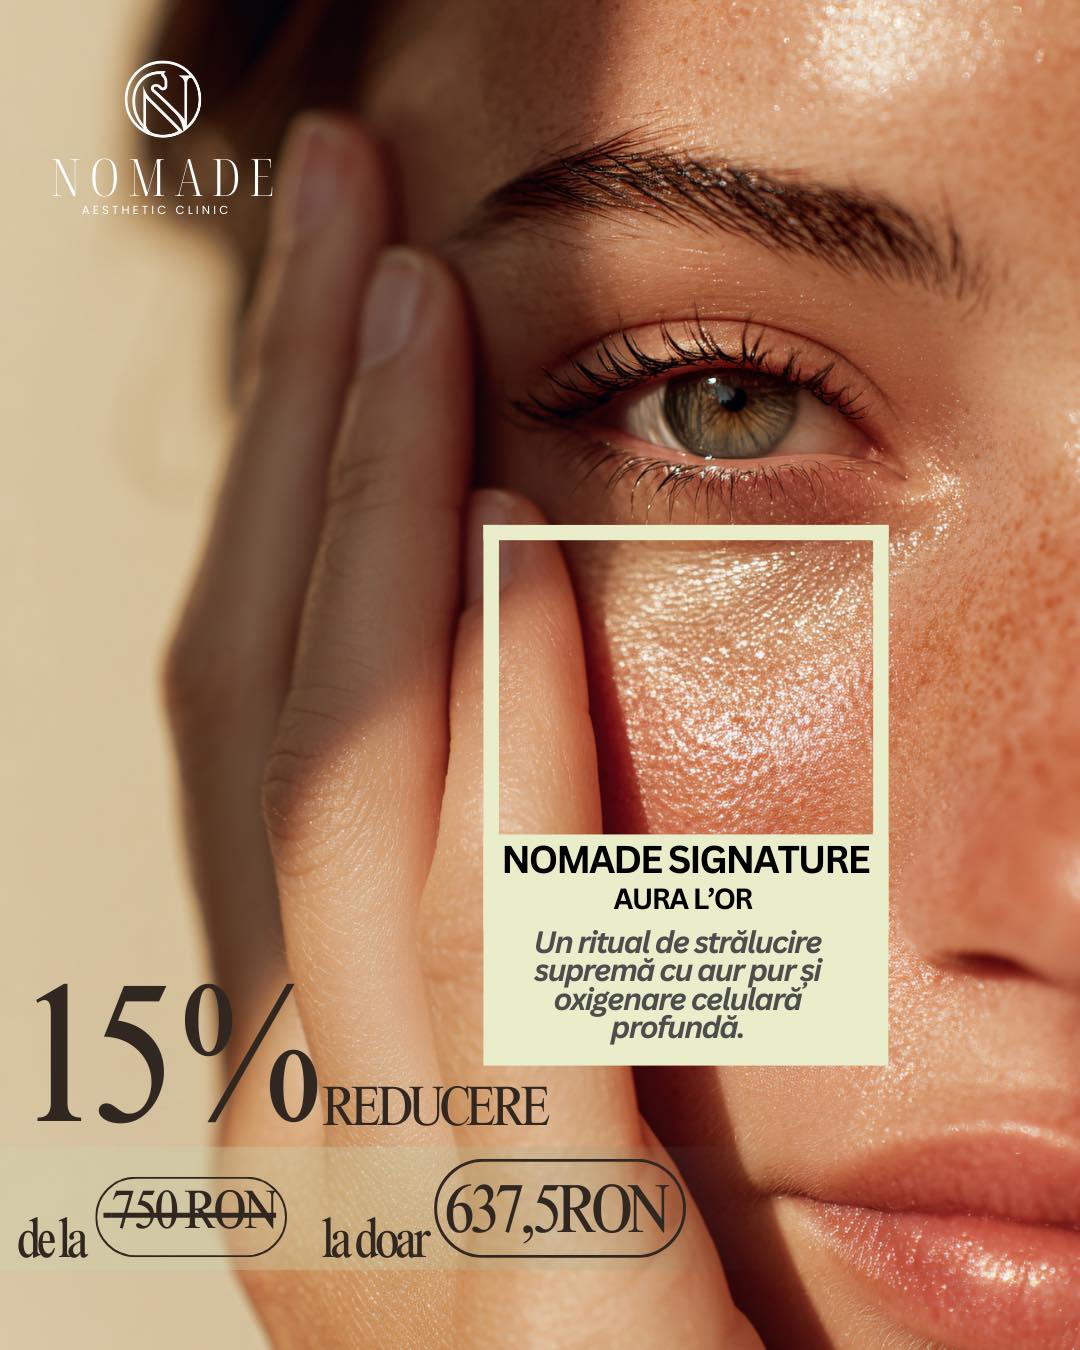 NOMADE
AESTHETIC CLINIC
NOMADE SIGNATURE
AURA L’OR
Un ritual de strălucire
supremă cu aur pur și
oxigenare celulară
profundă.
15% REDUCERE
de la 750 RON la doar 637,5RON